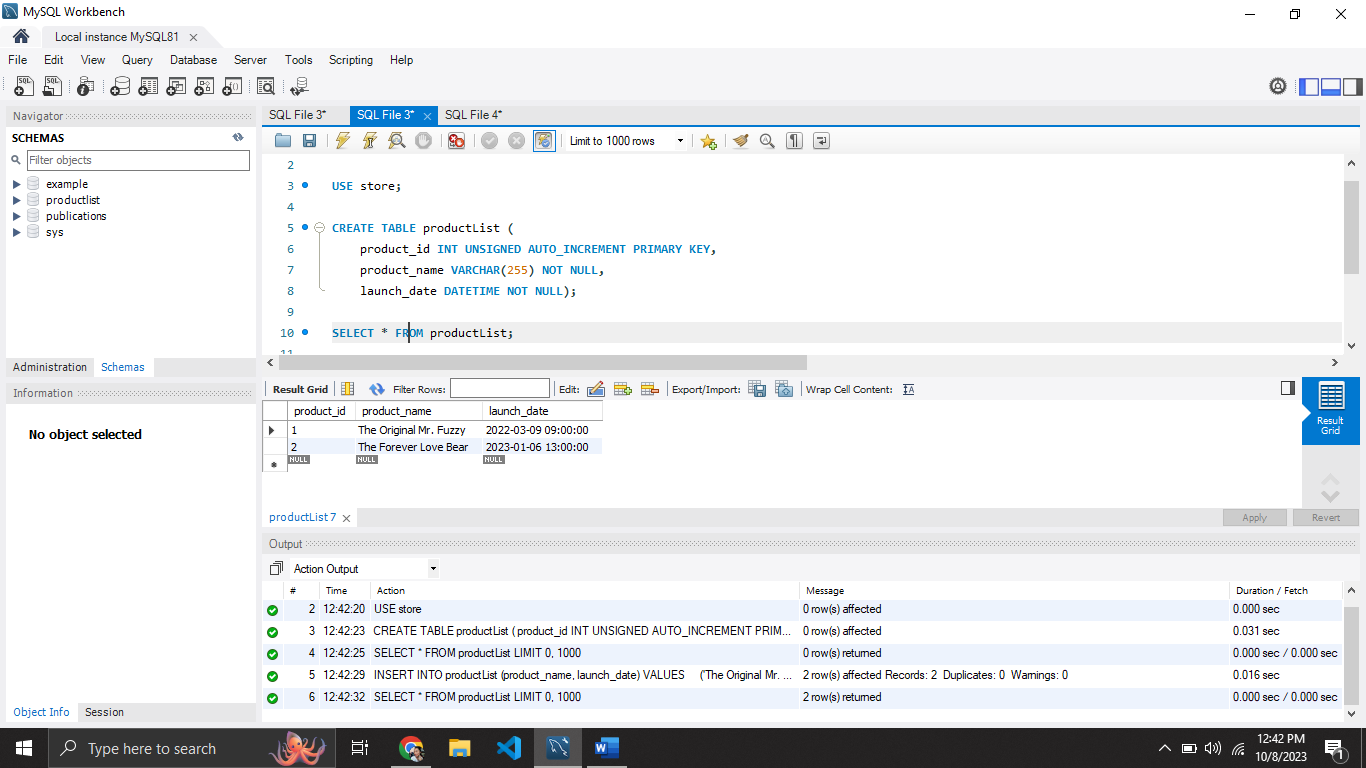 MySQL Workbench
Local instance MySQL81
File Edit View Query Database Server Tools Scripting Help
Navigator
SCHEMAS
Filter objects
example
productlist
publications
sys
Administration Schemas
Information
No object selected
Object Info Session
SQL File 3* SQL File 3* SQL File 4*
Limit to 1000 rows
2
3 USE store;
4
5 CREATE TABLE productList (
6 product_id INT UNSIGNED AUTO_INCREMENT PRIMARY KEY,
7 product_name VARCHAR(255) NOT NULL,
8 launch_date DATETIME NOT NULL);
9
10 SELECT * FROM productList;
11
Result Grid Filter Rows: Edit: Export/Import: Wrap Cell Content:
product_id product_name launch_date
1 The Original Mr. Fuzzy 2022-03-09 09:00:00
2 The Forever Love Bear 2023-01-06 13:00:00
NULL NULL NULL
Result
Grid
productList 7 Apply Revert
Output
Action Output
# Time Action Message Duration / Fetch
2 12:42:20 USE store 0 row(s) affected 0.000 sec
3 12:42:23 CREATE TABLE productList ( product_id INT UNSIGNED AUTO_INCREMENT PRIM... 0 row(s) affected 0.031 sec
4 12:42:25 SELECT * FROM productList LIMIT 0, 1000 0 row(s) returned 0.000 sec / 0.000 sec
5 12:42:29 INSERT INTO productList (product_name, launch_date) VALUES ('The Original Mr. ... 2 row(s) affected Records: 2 Duplicates: 0 Warnings: 0 0.016 sec
6 12:42:32 SELECT * FROM productList LIMIT 0, 1000 2 row(s) returned 0.000 sec / 0.000 sec
Type here to search
12:42 PM
10/8/2023
1